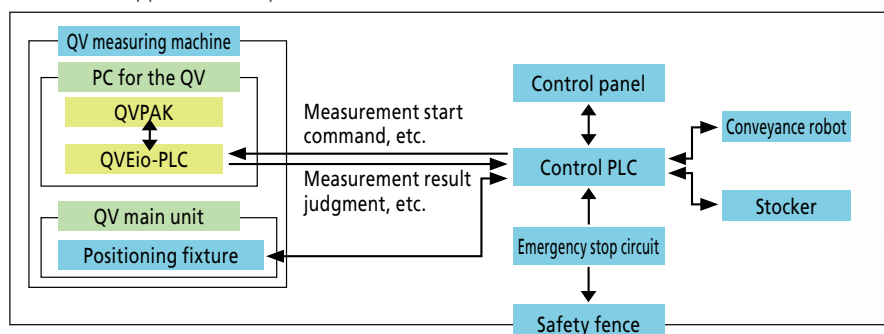 QV measuring machine
PC for the QV
QVPAK
QVEio-PLC
Measurement start
command, etc.
Measurement result
judgment, etc.
QV main unit
Positioning fixture
Control panel
Control PLC
Conveyance robot
Stocker
Emergency stop circuit
Safety fence